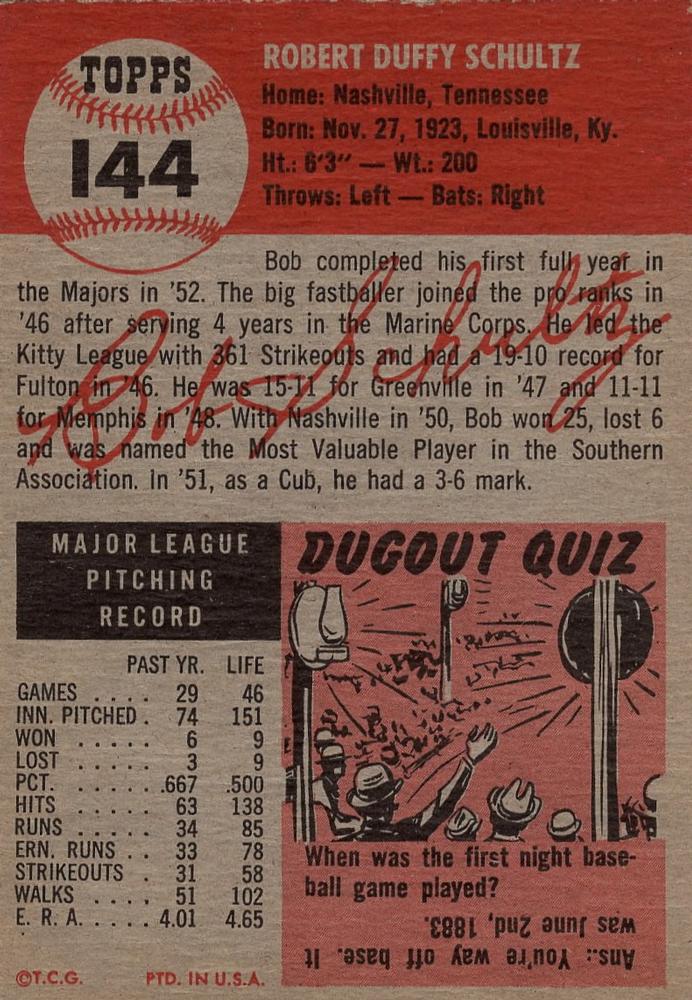 TOPPS
144
ROBERT DUFFY SCHULTZ
Home: Nashville, Tennessee
Born: Nov. 27, 1923, Louisville, Ky.
Ht.: 6'3" — Wt.: 200
Throws: Left — Bats: Right
Bob completed his first full year in
the Majors in '52. The big fastballer joined the pro ranks in
'46 after serving 4 years in the Marine Corps. He led the
Kitty League with 361 Strikeouts and had a 19-10 record for
Fulton in '46. He was 15-11 for Greenville in '47 and 11-11
for Memphis in '48. With Nashville in '50, Bob won 25, lost 6
and was named the Most Valuable Player in the Southern
Association. In '51, as a Cub, he had a 3-6 mark.
Bob Schultz
MAJOR LEAGUE
PITCHING
RECORD
PAST YR. LIFE
GAMES . . . . 29 46
INN. PITCHED . 74 151
WON . . . . . 6 9
LOST . . . . . 3 9
PCT. . . . . . .667 .500
HITS . . . . . 63 138
RUNS . . . . . 34 85
ERN. RUNS . . 33 78
STRIKEOUTS . 31 58
WALKS . . . . 51 102
E. R. A. . . . . 4.01 4.65
©T.C.G. PTD. IN U.S.A.
DUGOUT QUIZ
When was the first night base-
ball game played?
Ans.: You're way off base. It
was June 2nd, 1883.